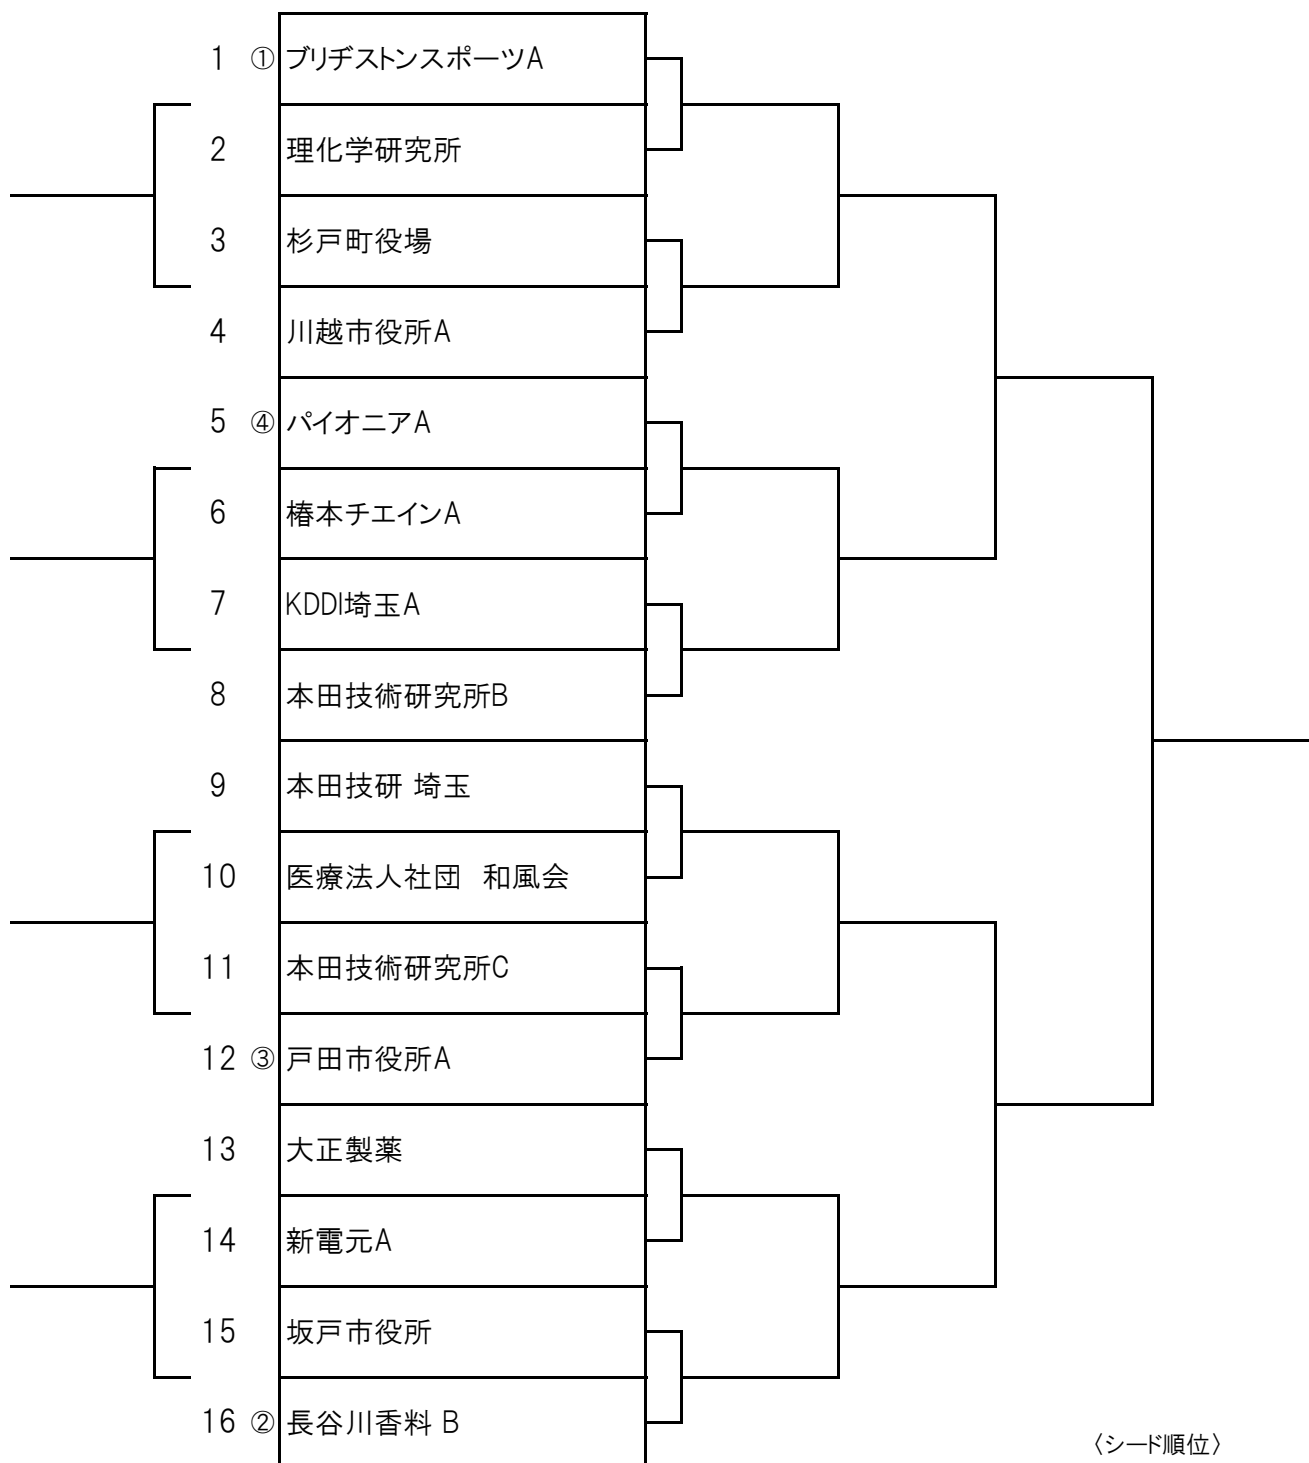 1 ① ブリヂストンスポーツA
2 理化学研究所
3 杉戸町役場
4 川越市役所A
5 ④ パイオニアA
6 椿本チエインA
7 KDDI埼玉A
8 本田技術研究所B
9 本田技研 埼玉
10 医療法人社団　和風会
11 本田技術研究所C
12 ③ 戸田市役所A
13 大正製薬
14 新電元A
15 坂戸市役所
16 ② 長谷川香料 B
〈シード順位〉